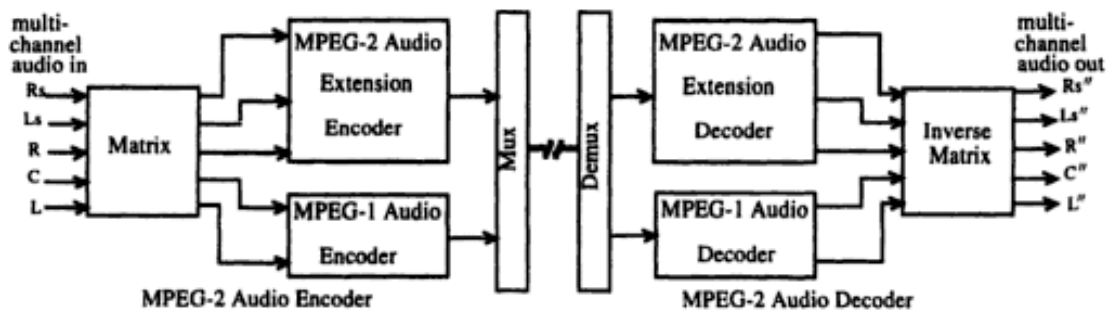 multi-
channel
audio in
Rs
Ls
R
C
L
Matrix
MPEG-2 Audio
Extension
Encoder
MPEG-1 Audio
Encoder
Mux
Demux
MPEG-2 Audio
Extension
Decoder
MPEG-1 Audio
Decoder
Inverse
Matrix
multi-
channel
audio out
Rs″
Ls″
R″
C″
L″
MPEG-2 Audio Encoder
MPEG-2 Audio Decoder